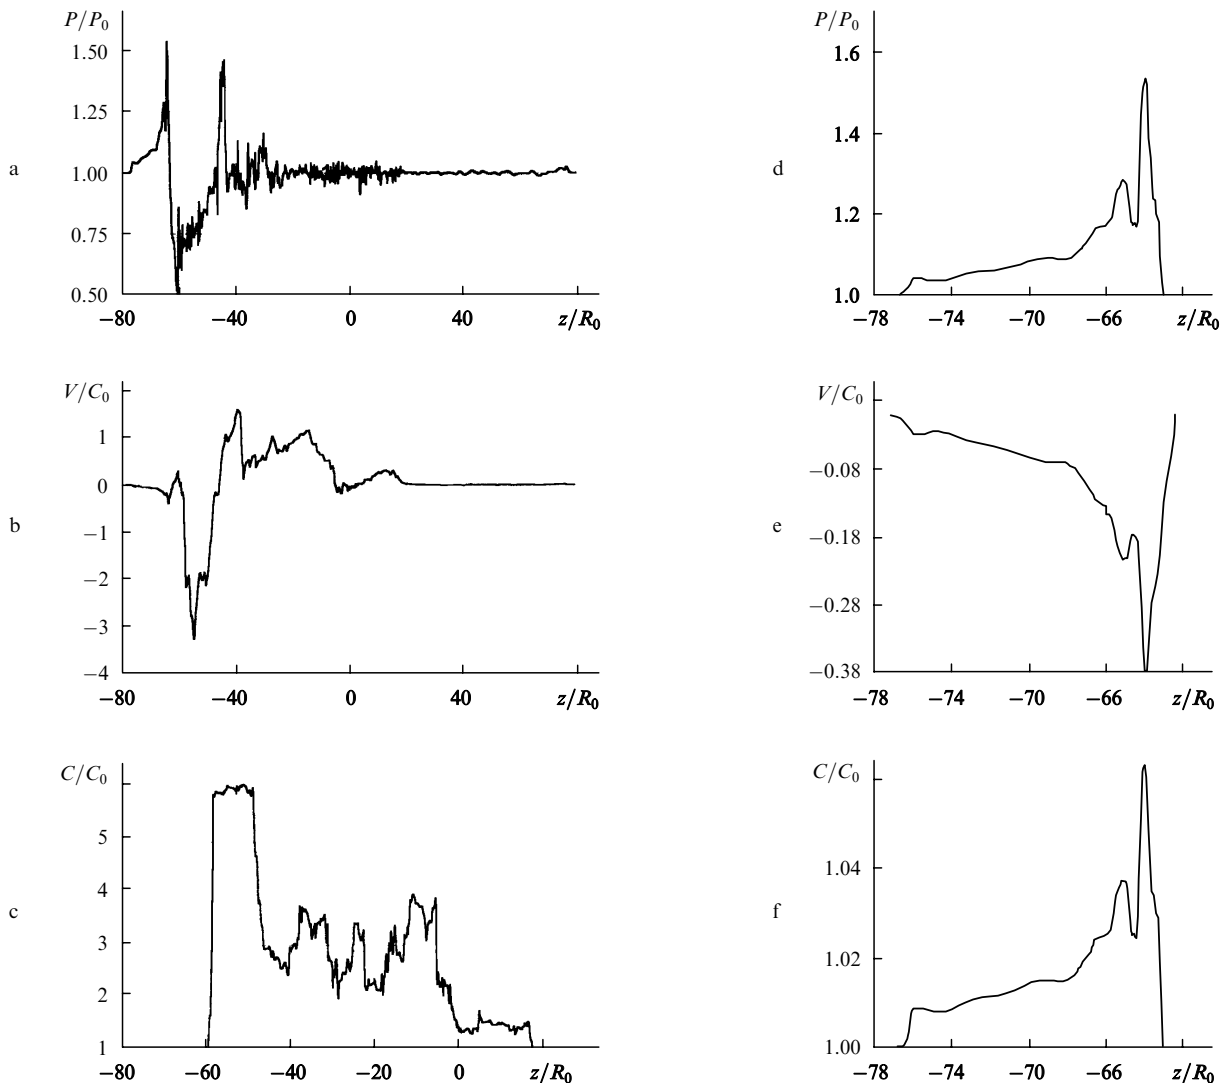 P/P₀
1.50
1.25
a
1.00
0.75
0.50
−80 −40 0 40 z/R₀
P/P₀
1.6
1.4
d
1.2
1.0
−78 −74 −70 −66 z/R₀
V/C₀
1
0
b
−1
−2
−3
−4
−80 −40 0 40 z/R₀
V/C₀
−0.08
e
−0.18
−0.28
−0.38
−78 −74 −70 −66 z/R₀
C/C₀
5
4
c
3
2
1
−80 −60 −40 −20 0 z/R₀
C/C₀
1.04
f
1.02
1.00
−78 −74 −70 −66 z/R₀